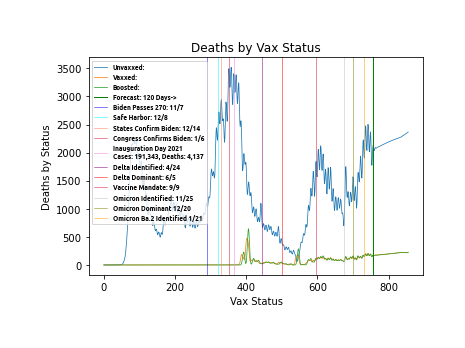 Deaths by Vax Status
Deaths by Status
3500
3000
2500
2000
1500
1000
500
0
Unvaxxed:
Vaxxed:
Boosted:
Forecast: 120 Days->
Biden Passes 270: 11/7
Safe Harbor: 12/8
States Confirm Biden: 12/14
Congress Confirms Biden: 1/6
Inauguration Day 2021
Cases: 191,343, Deaths: 4,137
Delta Identified: 4/24
Delta Dominant: 6/5
Vaccine Mandate: 9/9
Omicron Identified: 11/25
Omicron Dominant 12/20
Omicron Ba.2 Identified 1/21
0
200
400
600
800
Vax Status